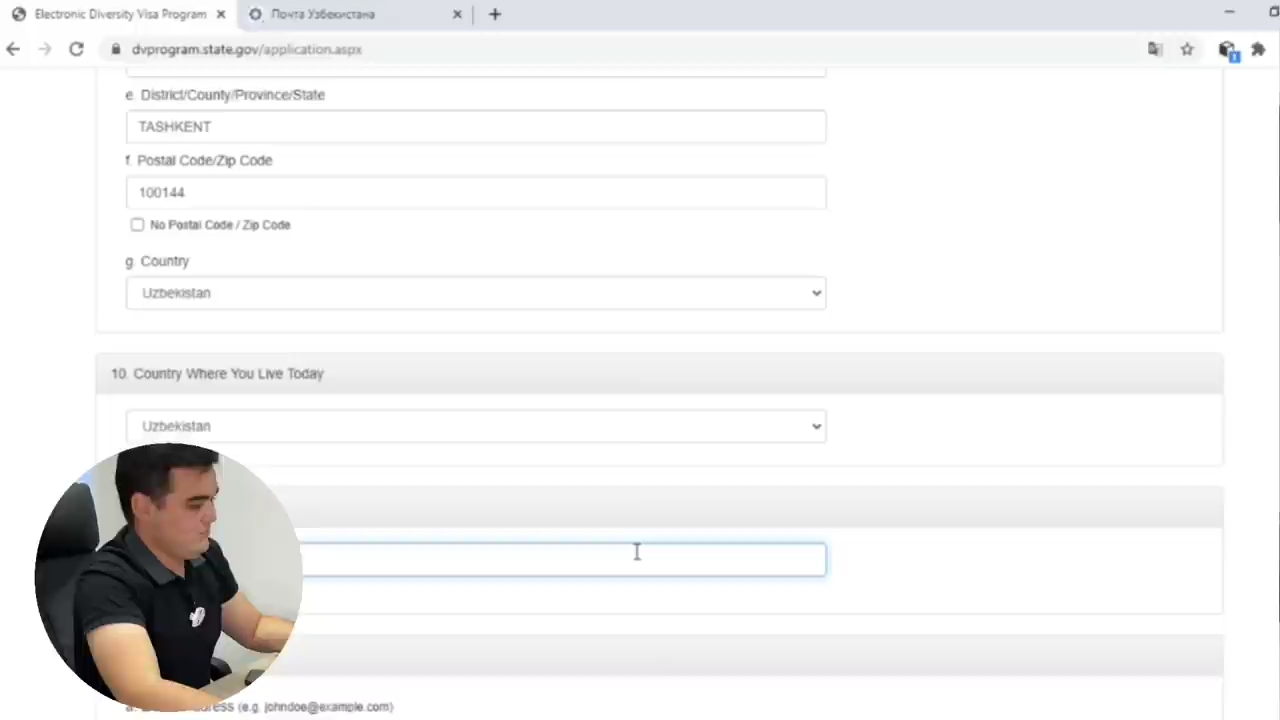 Electronic Diversity Visa Program
Почта Узбекистана
dvprogram.state.gov/application.aspx
e. District/County/Province/State
TASHKENT
f. Postal Code/Zip Code
100144
No Postal Code / Zip Code
g. Country
Uzbekistan
10. Country Where You Live Today
Uzbekistan
(e.g. johndoe@example.com)